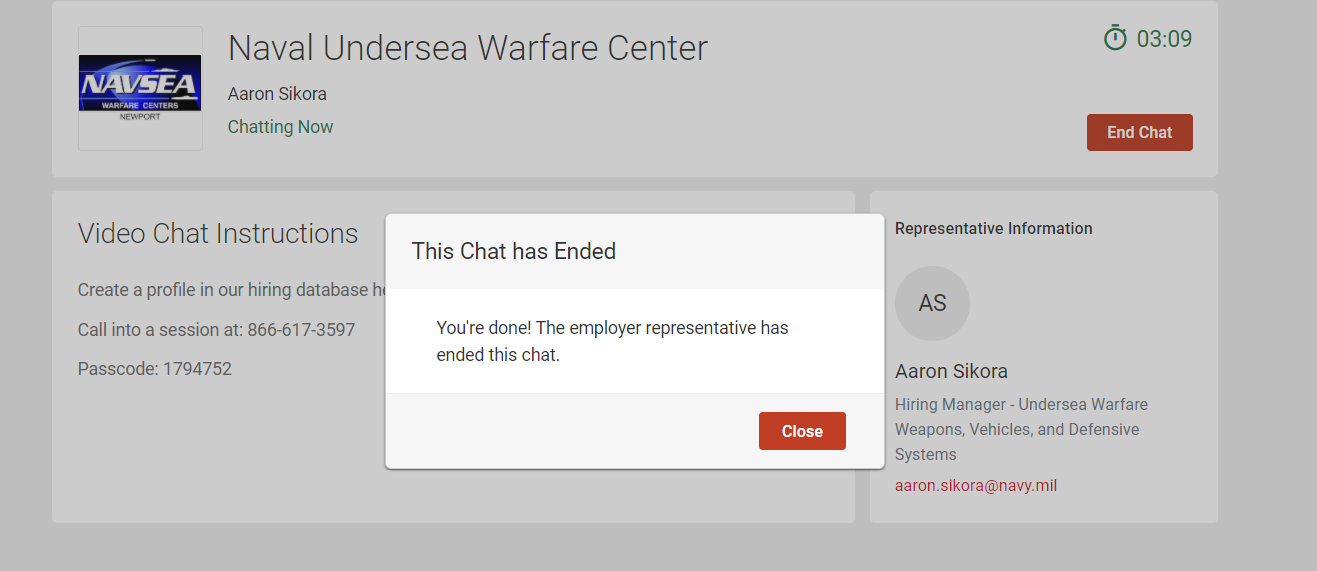 NAVSEA
WARFARE CENTERS
NEWPORT
Naval Undersea Warfare Center
Aaron Sikora
Chatting Now
03:09
End Chat
Video Chat Instructions
Create a profile in our hiring database
Call into a session at: 866-617-3597
Passcode: 1794752
This Chat has Ended
You're done! The employer representative has
ended this chat.
Close
Representative Information
AS
Aaron Sikora
Hiring Manager - Undersea Warfare
Weapons, Vehicles, and Defensive
Systems
aaron.sikora@navy.mil